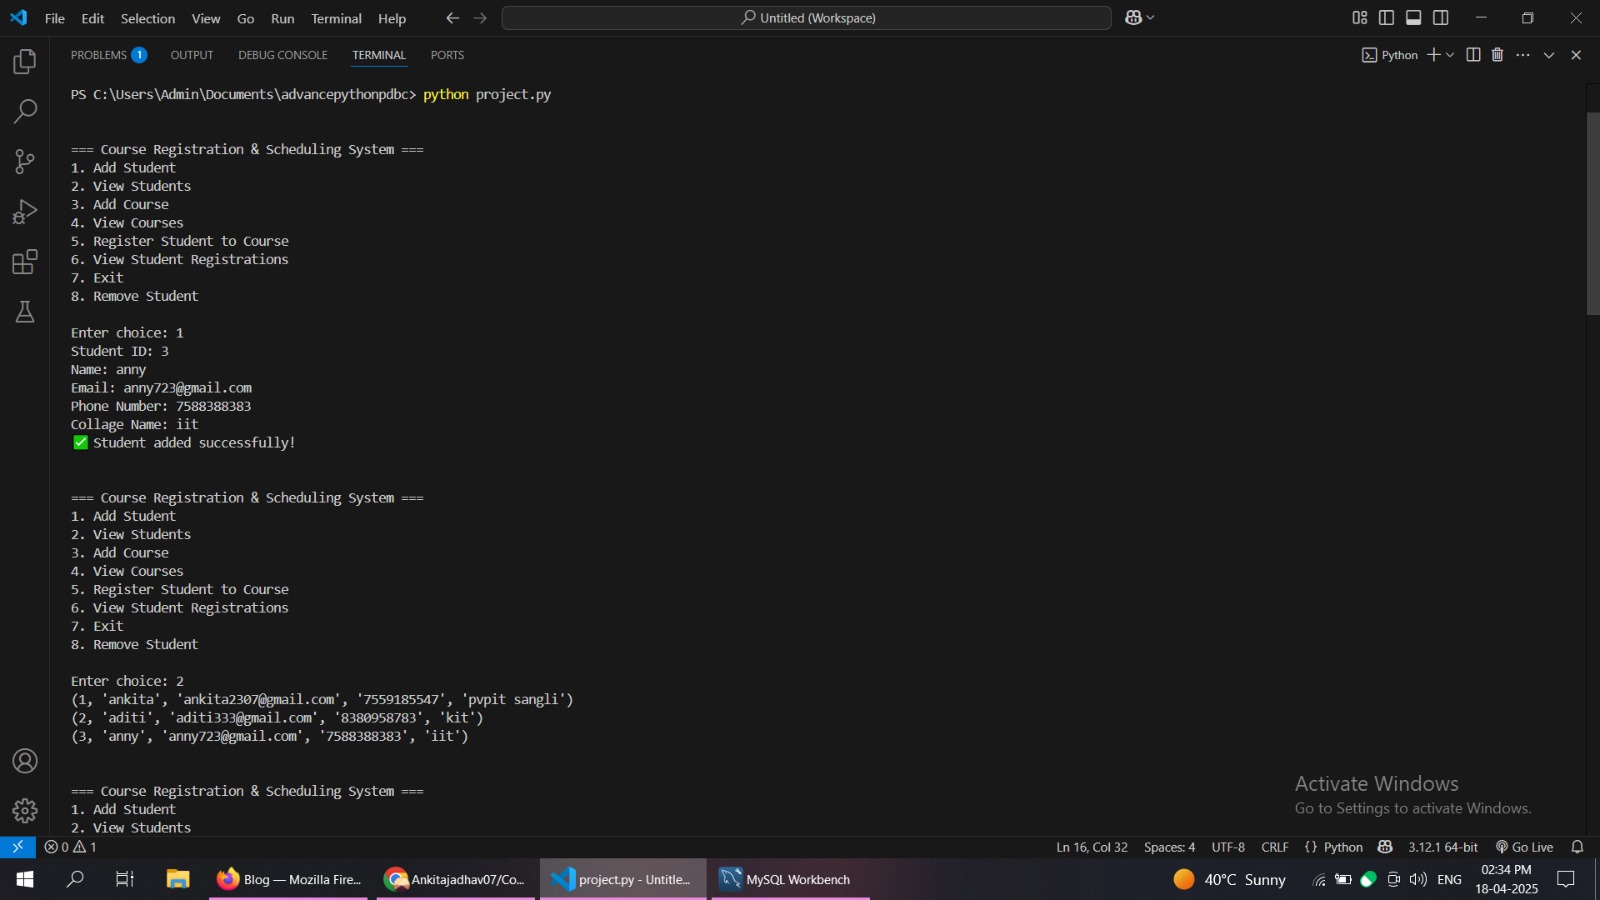 File Edit Selection View Go Run Terminal Help Untitled (Workspace)
PROBLEMS 1 OUTPUT DEBUG CONSOLE TERMINAL PORTS Python
PS C:\Users\Admin\Documents\advancepythonpdbc> python project.py
=== Course Registration & Scheduling System ===
1. Add Student
2. View Students
3. Add Course
4. View Courses
5. Register Student to Course
6. View Student Registrations
7. Exit
8. Remove Student
Enter choice: 1
Student ID: 3
Name: anny
Email: anny723@gmail.com
Phone Number: 7588388383
Collage Name: iit
✅ Student added successfully!
=== Course Registration & Scheduling System ===
1. Add Student
2. View Students
3. Add Course
4. View Courses
5. Register Student to Course
6. View Student Registrations
7. Exit
8. Remove Student
Enter choice: 2
(1, 'ankita', 'ankita2307@gmail.com', '7559185547', 'pvpit sangli')
(2, 'aditi', 'aditi333@gmail.com', '8380958783', 'kit')
(3, 'anny', 'anny723@gmail.com', '7588388383', 'iit')
=== Course Registration & Scheduling System ===
1. Add Student
2. View Students
Activate Windows
Go to Settings to activate Windows.
0 1 Ln 16, Col 32 Spaces: 4 UTF-8 CRLF {} Python 3.12.1 64-bit Go Live
Blog — Mozilla Fire... Ankitajadhav07/Co... project.py - Untitle... MySQL Workbench 40°C Sunny ENG 02:34 PM
18-04-2025